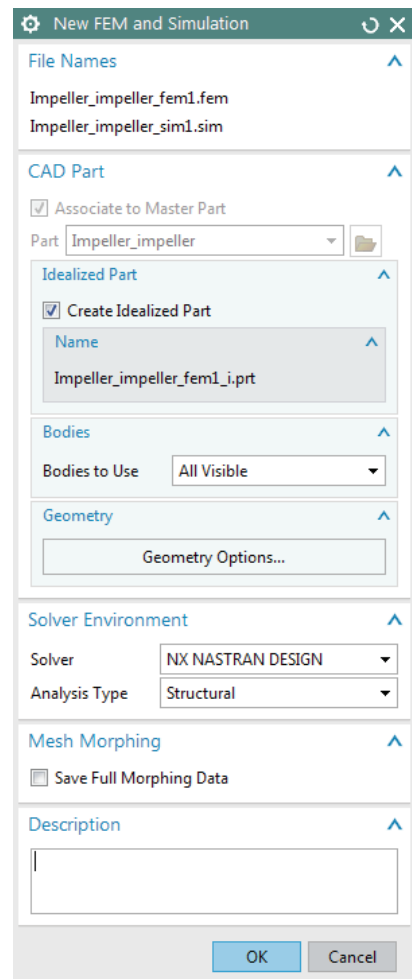 New FEM and Simulation
File Names
Impeller_impeller_fem1.fem
Impeller_impeller_sim1.sim
CAD Part
Associate to Master Part
Part Impeller_impeller
Idealized Part
Create Idealized Part
Name
Impeller_impeller_fem1_i.prt
Bodies
Bodies to Use All Visible
Geometry
Geometry Options...
Solver Environment
Solver NX NASTRAN DESIGN
Analysis Type Structural
Mesh Morphing
Save Full Morphing Data
Description
OK Cancel